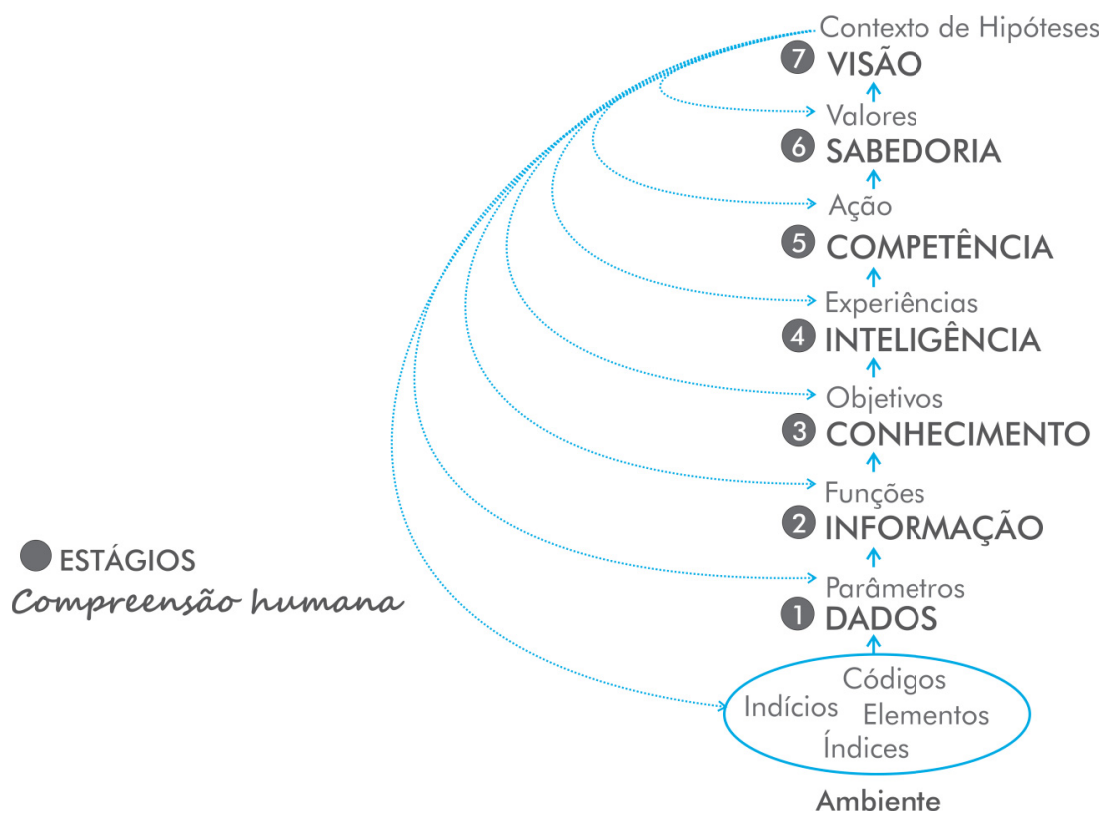 Contexto de Hipóteses
7 VISÃO
Valores
6 SABEDORIA
Ação
5 COMPETÊNCIA
Experiências
4 INTELIGÊNCIA
Objetivos
3 CONHECIMENTO
Funções
2 INFORMAÇÃO
ESTÁGIOS
Compreensão humana
Parâmetros
1 DADOS
Códigos
Indícios Elementos
Índices
Ambiente